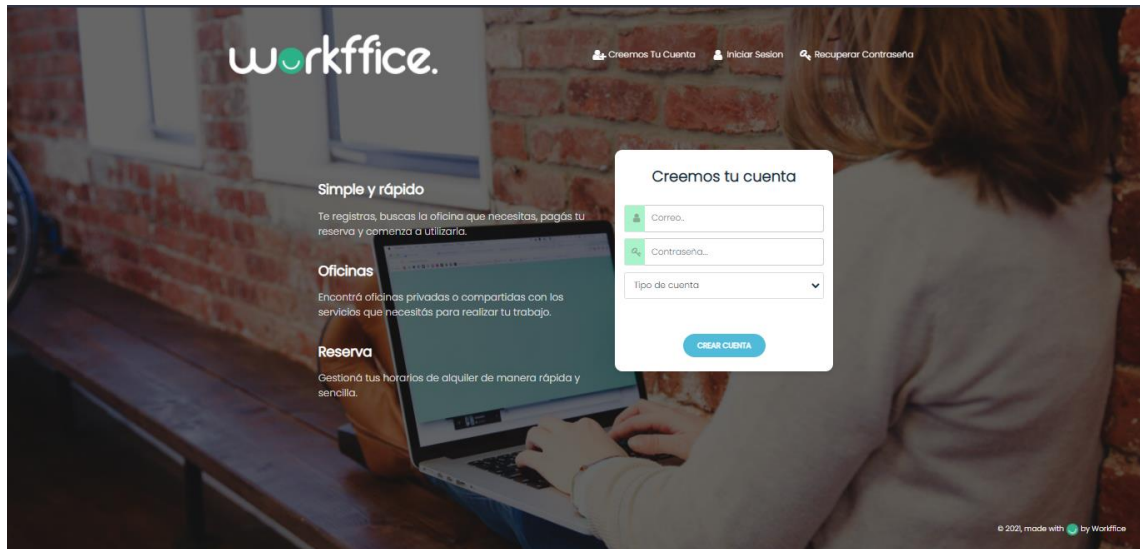 workffice.
Creemos Tu Cuenta Iniciar Sesion Recuperar Contraseña
Simple y rápido
Te registras, buscas la oficina que necesitas, pagás tu
reserva y comenza a utilizarla.
Oficinas
Encontrá oficinas privadas o compartidas con los
servicios que necesitás para realizar tu trabajo.
Reserva
Gestioná tus horarios de alquiler de manera rápida y
sencilla.
Creemos tu cuenta
Correo..
Contraseña...
Tipo de cuenta
CREAR CUENTA
© 2021, made with by Workffice